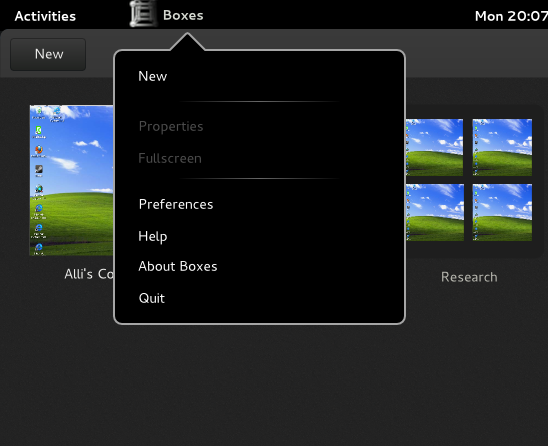 Activities
Boxes
Mon 20:07
New
New
Properties
Fullscreen
Preferences
Help
About Boxes
Quit
Alli's Co
Research